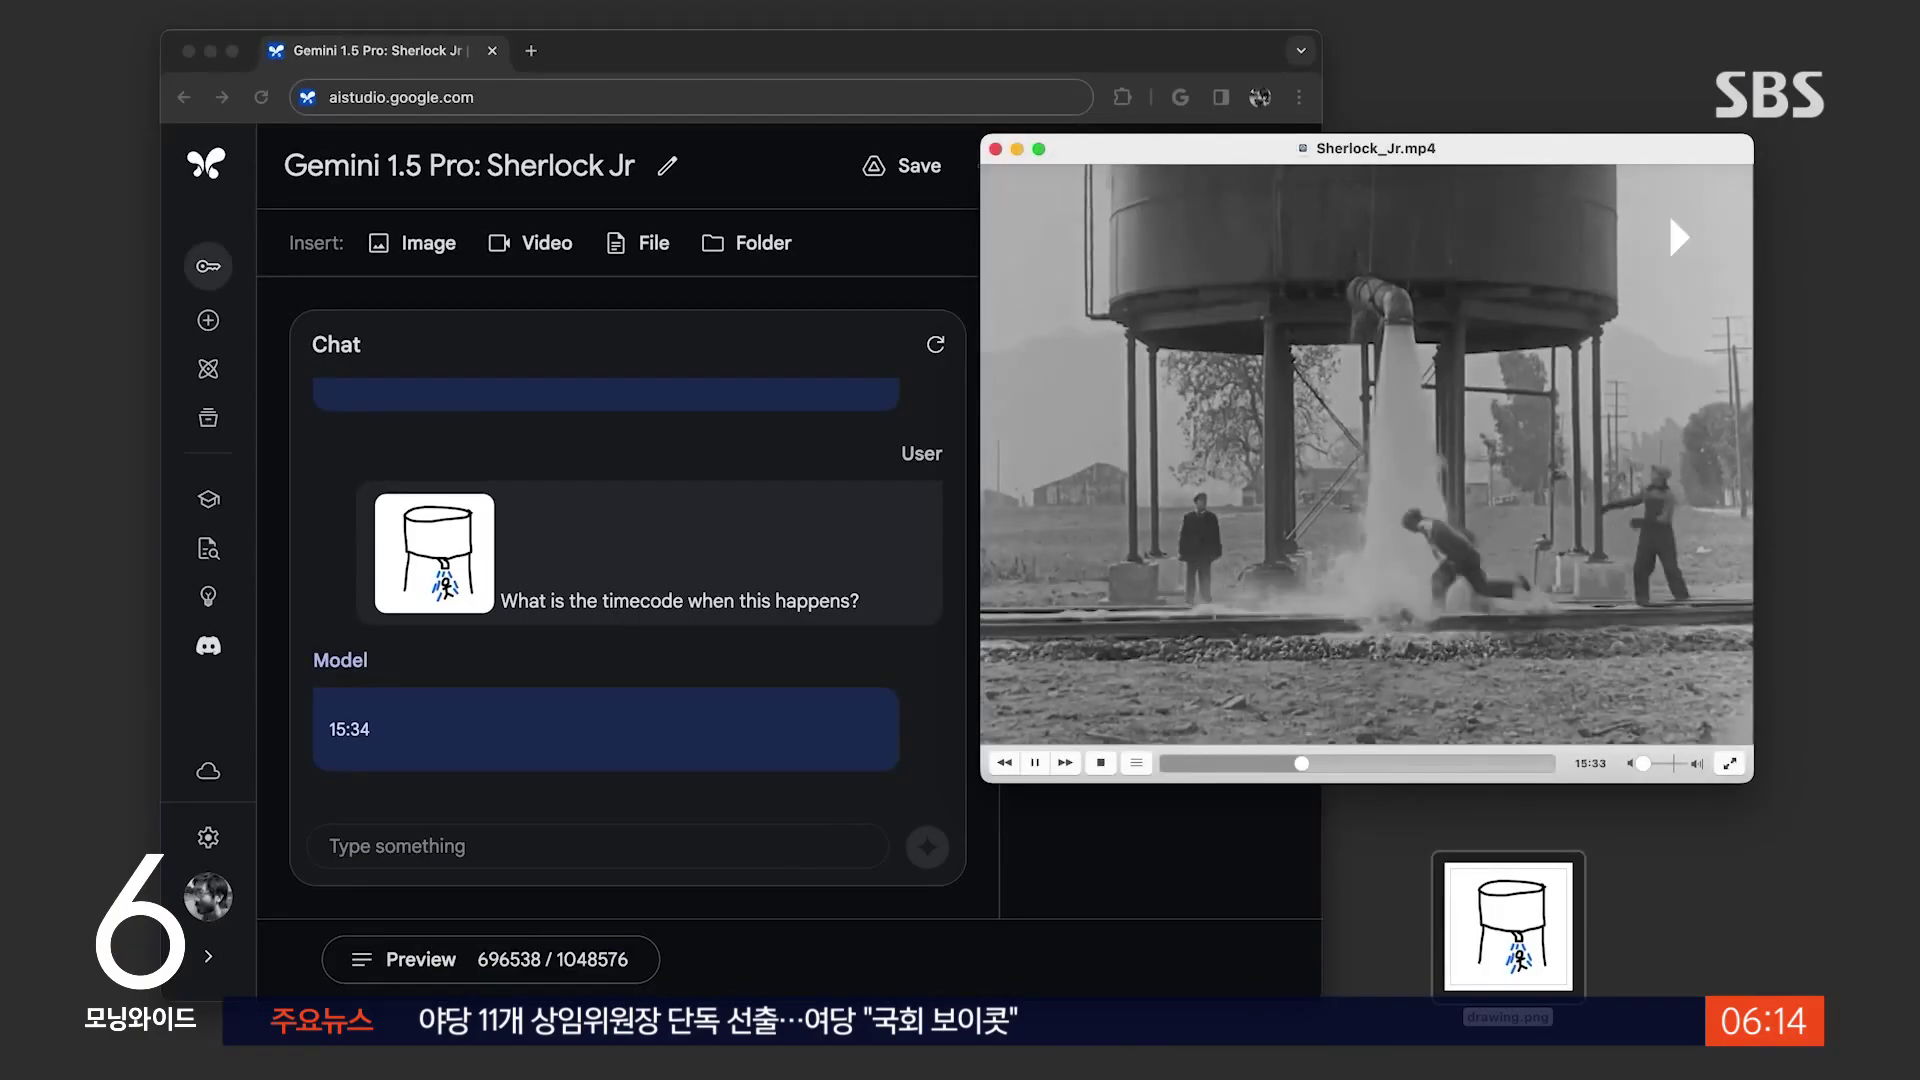 Gemini 1.5 Pro: Sherlock Jr
aistudio.google.com
SBS
Gemini 1.5 Pro: Sherlock Jr
Save
Sherlock_Jr.mp4
Insert:
Image
Video
File
Folder
Chat
User
What is the timecode when this happens?
Model
15:34
15:33
Type something
Preview 696538 / 1048576
drawing.png
6
모닝와이드
주요뉴스 야당 11개 상임위원장 단독 선출…여당 "국회 보이콧"
06:14